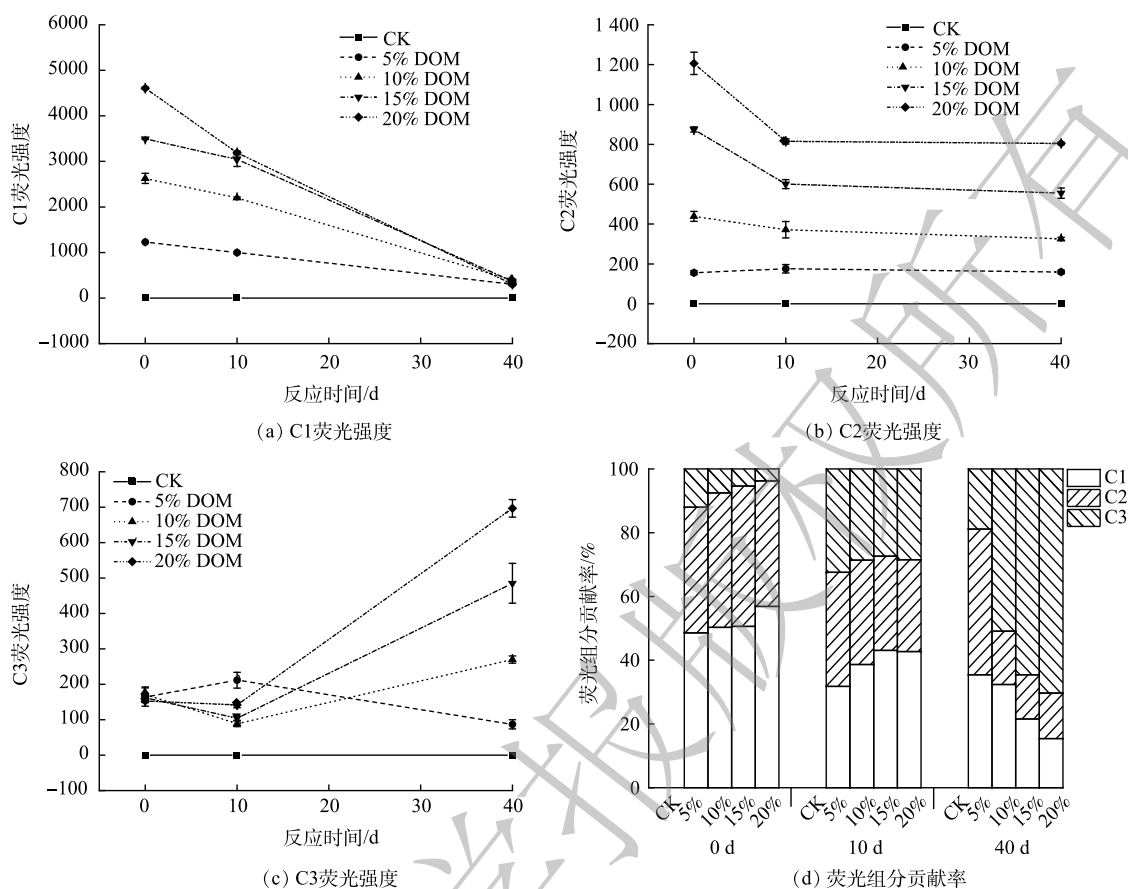 6000
5000
4000
3000
2000
1000
0
−1000
C1荧光强度
CK
5% DOM
10% DOM
15% DOM
20% DOM
0 10 20 30 40
反应时间/d
(a) C1荧光强度
1 400
1 200
1 000
800
600
400
200
0
−200
C2荧光强度
CK
5% DOM
10% DOM
15% DOM
20% DOM
0 10 20 30 40
反应时间/d
(b) C2荧光强度
800
700
600
500
400
300
200
100
0
−100
C3荧光强度
CK
5% DOM
10% DOM
15% DOM
20% DOM
0 10 20 30 40
反应时间/d
(c) C3荧光强度
100
80
60
40
20
0
荧光组分贡献率/%
C1
C2
C3
CK 5% 10% 15% 20% CK 5% 10% 15% 20% CK 5% 10% 15% 20%
0 d 10 d 40 d
(d) 荧光组分贡献率
学报版权所有